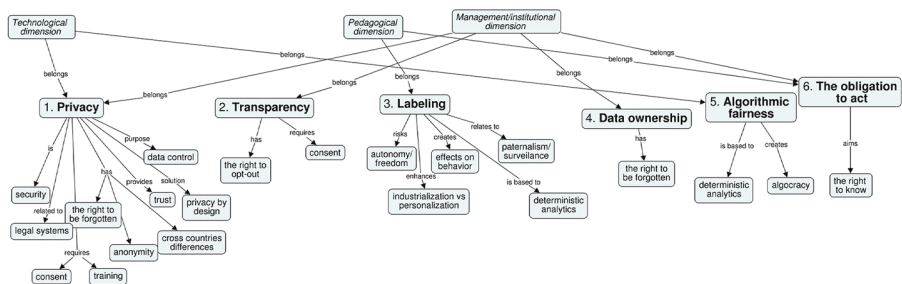 Technological
dimension
Pedagogical
dimension
Management/institutional
dimension
belongs
belongs
belongs
belongs
belongs
belongs
belongs
belongs
1. Privacy
2. Transparency
3. Labeling
4. Data ownership
5. Algorithmic
fairness
6. The obligation
to act
is
related to
has
requires
provides
purpose
solution
security
legal systems
the right to
be forgotten
consent
training
anonymity
cross countries
differences
trust
privacy by
design
data control
has
requires
the right to
opt-out
consent
risks
enhances
creates
is based to
relates to
autonomy/
freedom
industrialization vs
personalization
effects on
behavior
deterministic
analytics
paternalism/
surveilance
has
the right to
be forgotten
is based to
creates
deterministic
analytics
algocracy
aims
the right
to know